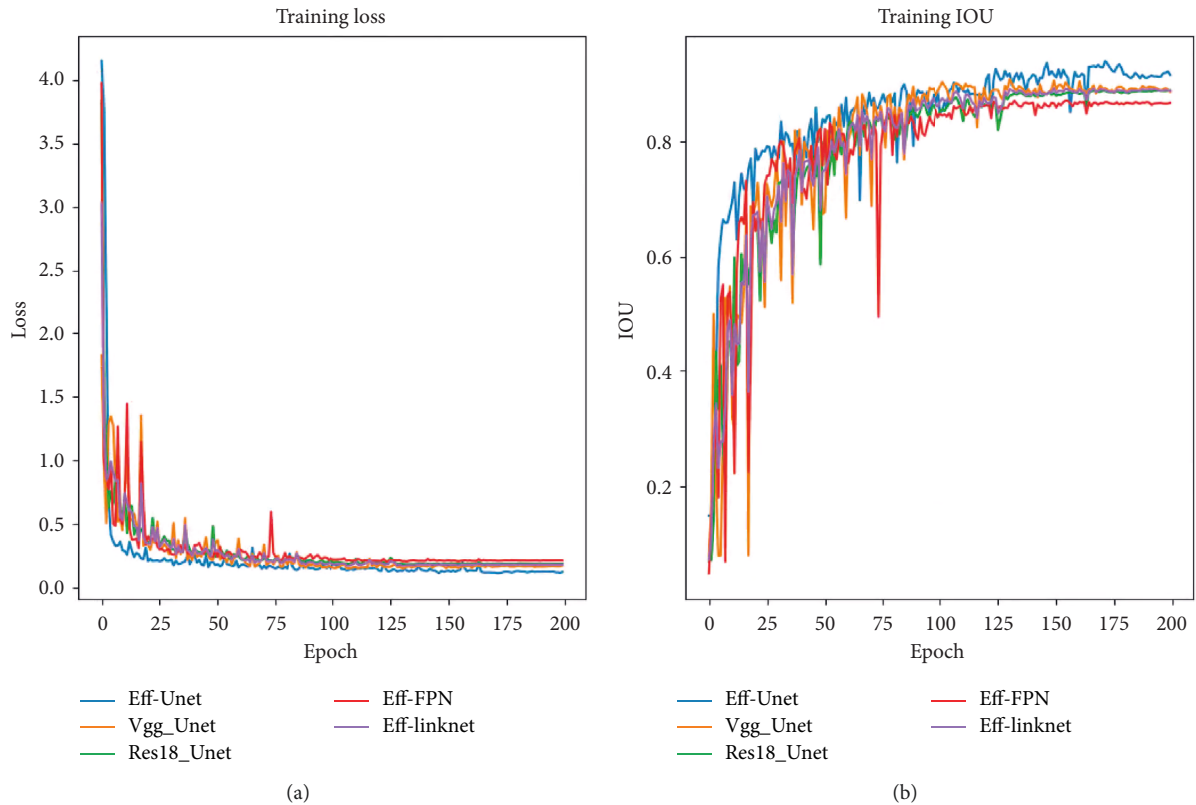 Training loss
4.0
3.5
3.0
2.5
2.0
1.5
1.0
0.5
0.0
Loss
0 25 50 75 100 125 150 175 200
Epoch
Eff-Unet
Vgg_Unet
Res18_Unet
Eff-FPN
Eff-linknet
(a)
Training IOU
0.8
0.6
0.4
0.2
IOU
0 25 50 75 100 125 150 175 200
Epoch
Eff-Unet
Vgg_Unet
Res18_Unet
Eff-FPN
Eff-linknet
(b)